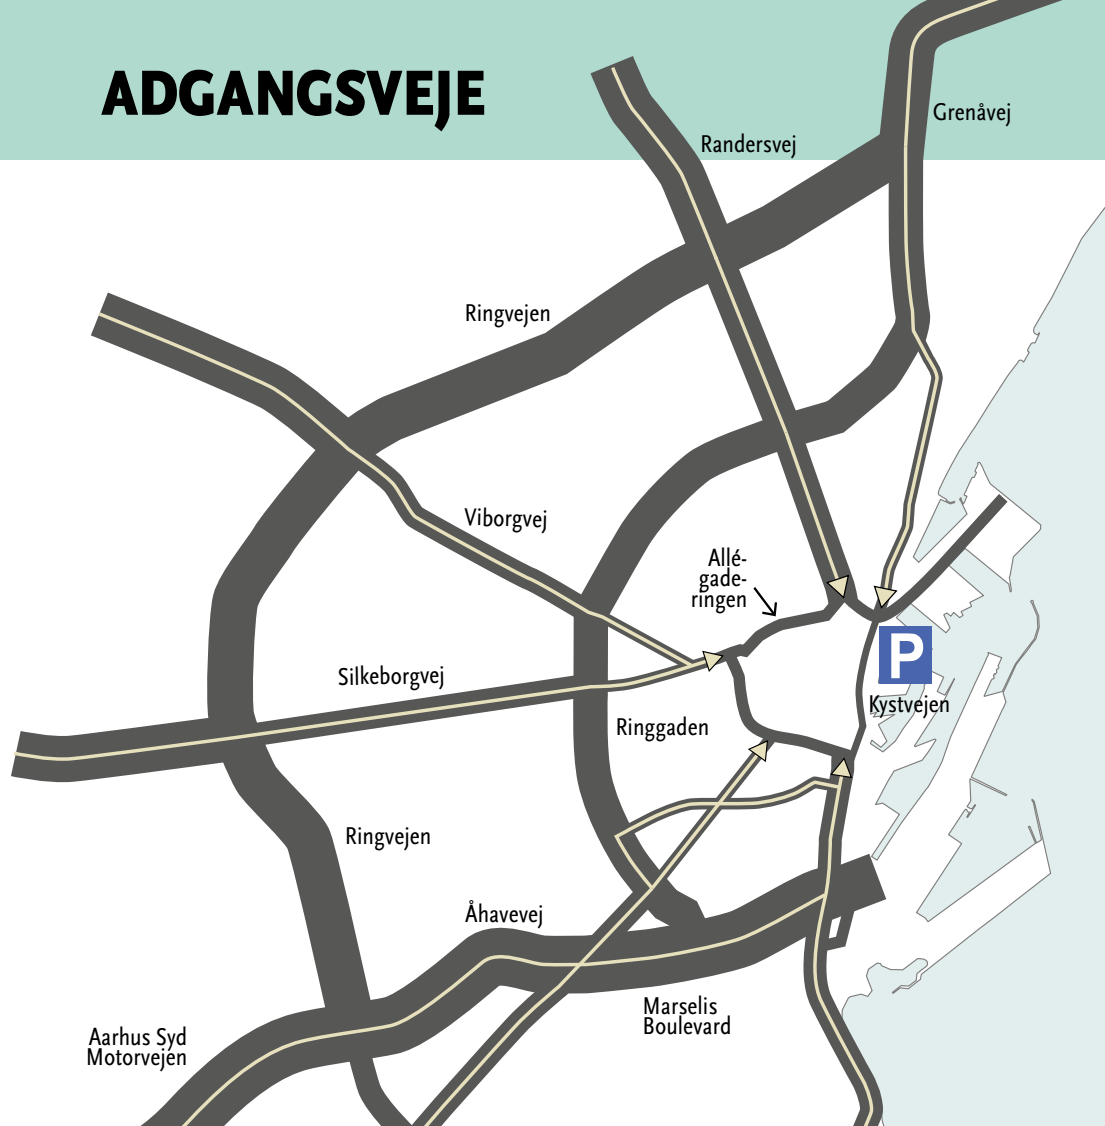 ADGANGSVEJE
Grenåvej
Randersvej
Ringvejen
Viborgvej
Allé-
gade-
ringen
P
Silkeborgvej
Kystvejen
Ringgaden
Ringvejen
Åhavevej
Marselis
Boulevard
Aarhus Syd
Motorvejen